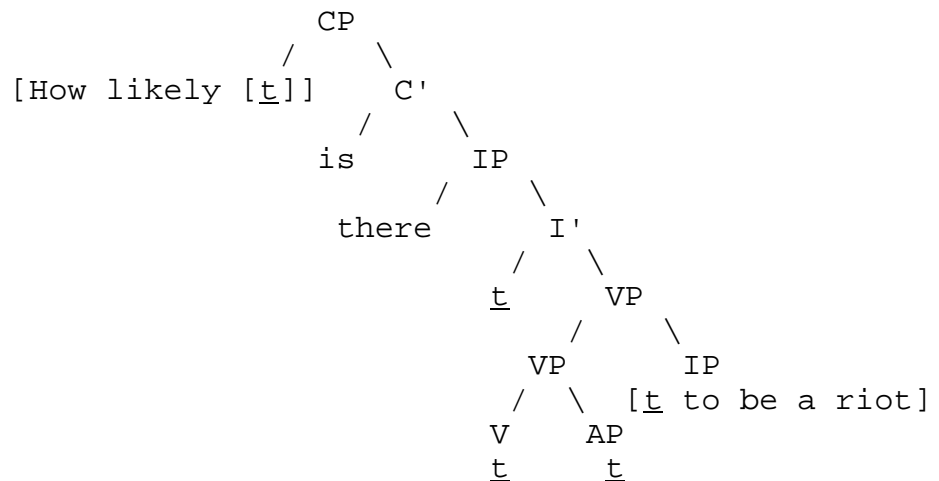 CP
[How likely [t]] C'
is IP
there I'
t VP
VP IP
[t to be a riot]
V AP
t t